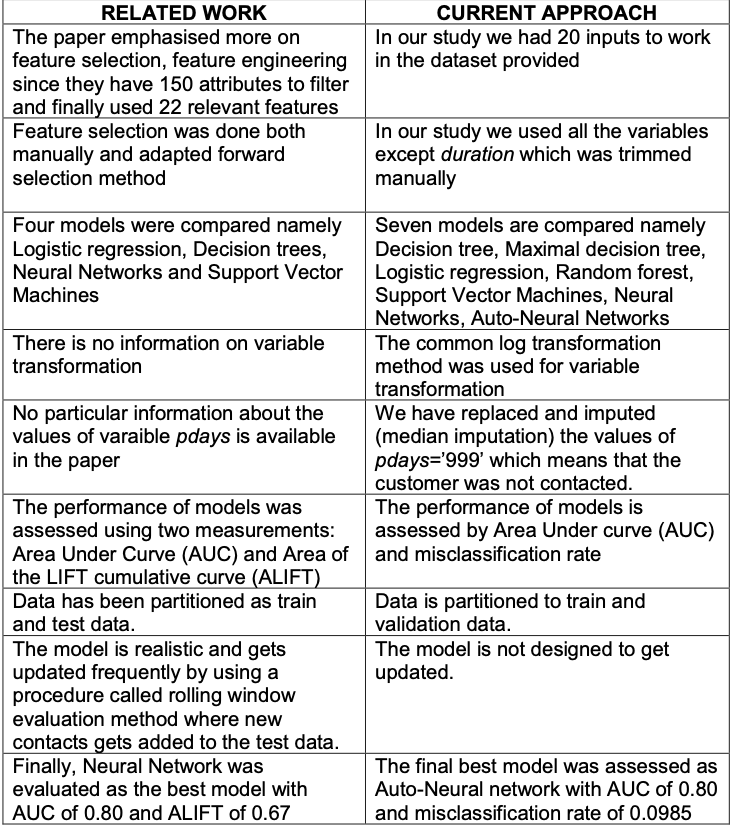 RELATED WORK
CURRENT APPROACH
The paper emphasised more on
feature selection, feature engineering
since they have 150 attributes to filter
and finally used 22 relevant features
In our study we had 20 inputs to work
in the dataset provided
Feature selection was done both
manually and adapted forward
selection method
In our study we used all the variables
except duration which was trimmed
manually
Four models were compared namely
Logistic regression, Decision trees,
Neural Networks and Support Vector
Machines
Seven models are compared namely
Decision tree, Maximal decision tree,
Logistic regression, Random forest,
Support Vector Machines, Neural
Networks, Auto-Neural Networks
There is no information on variable
transformation
The common log transformation
method was used for variable
transformation
No particular information about the
values of varaible pdays is available
in the paper
We have replaced and imputed
(median imputation) the values of
pdays=’999’ which means that the
customer was not contacted.
The performance of models was
assessed using two measurements:
Area Under Curve (AUC) and Area of
the LIFT cumulative curve (ALIFT)
The performance of models is
assessed by Area Under curve (AUC)
and misclassification rate
Data has been partitioned as train
and test data.
Data is partitioned to train and
validation data.
The model is realistic and gets
updated frequently by using a
procedure called rolling window
evaluation method where new
contacts gets added to the test data.
The model is not designed to get
updated.
Finally, Neural Network was
evaluated as the best model with
AUC of 0.80 and ALIFT of 0.67
The final best model was assessed as
Auto-Neural network with AUC of 0.80
and misclassification rate of 0.0985